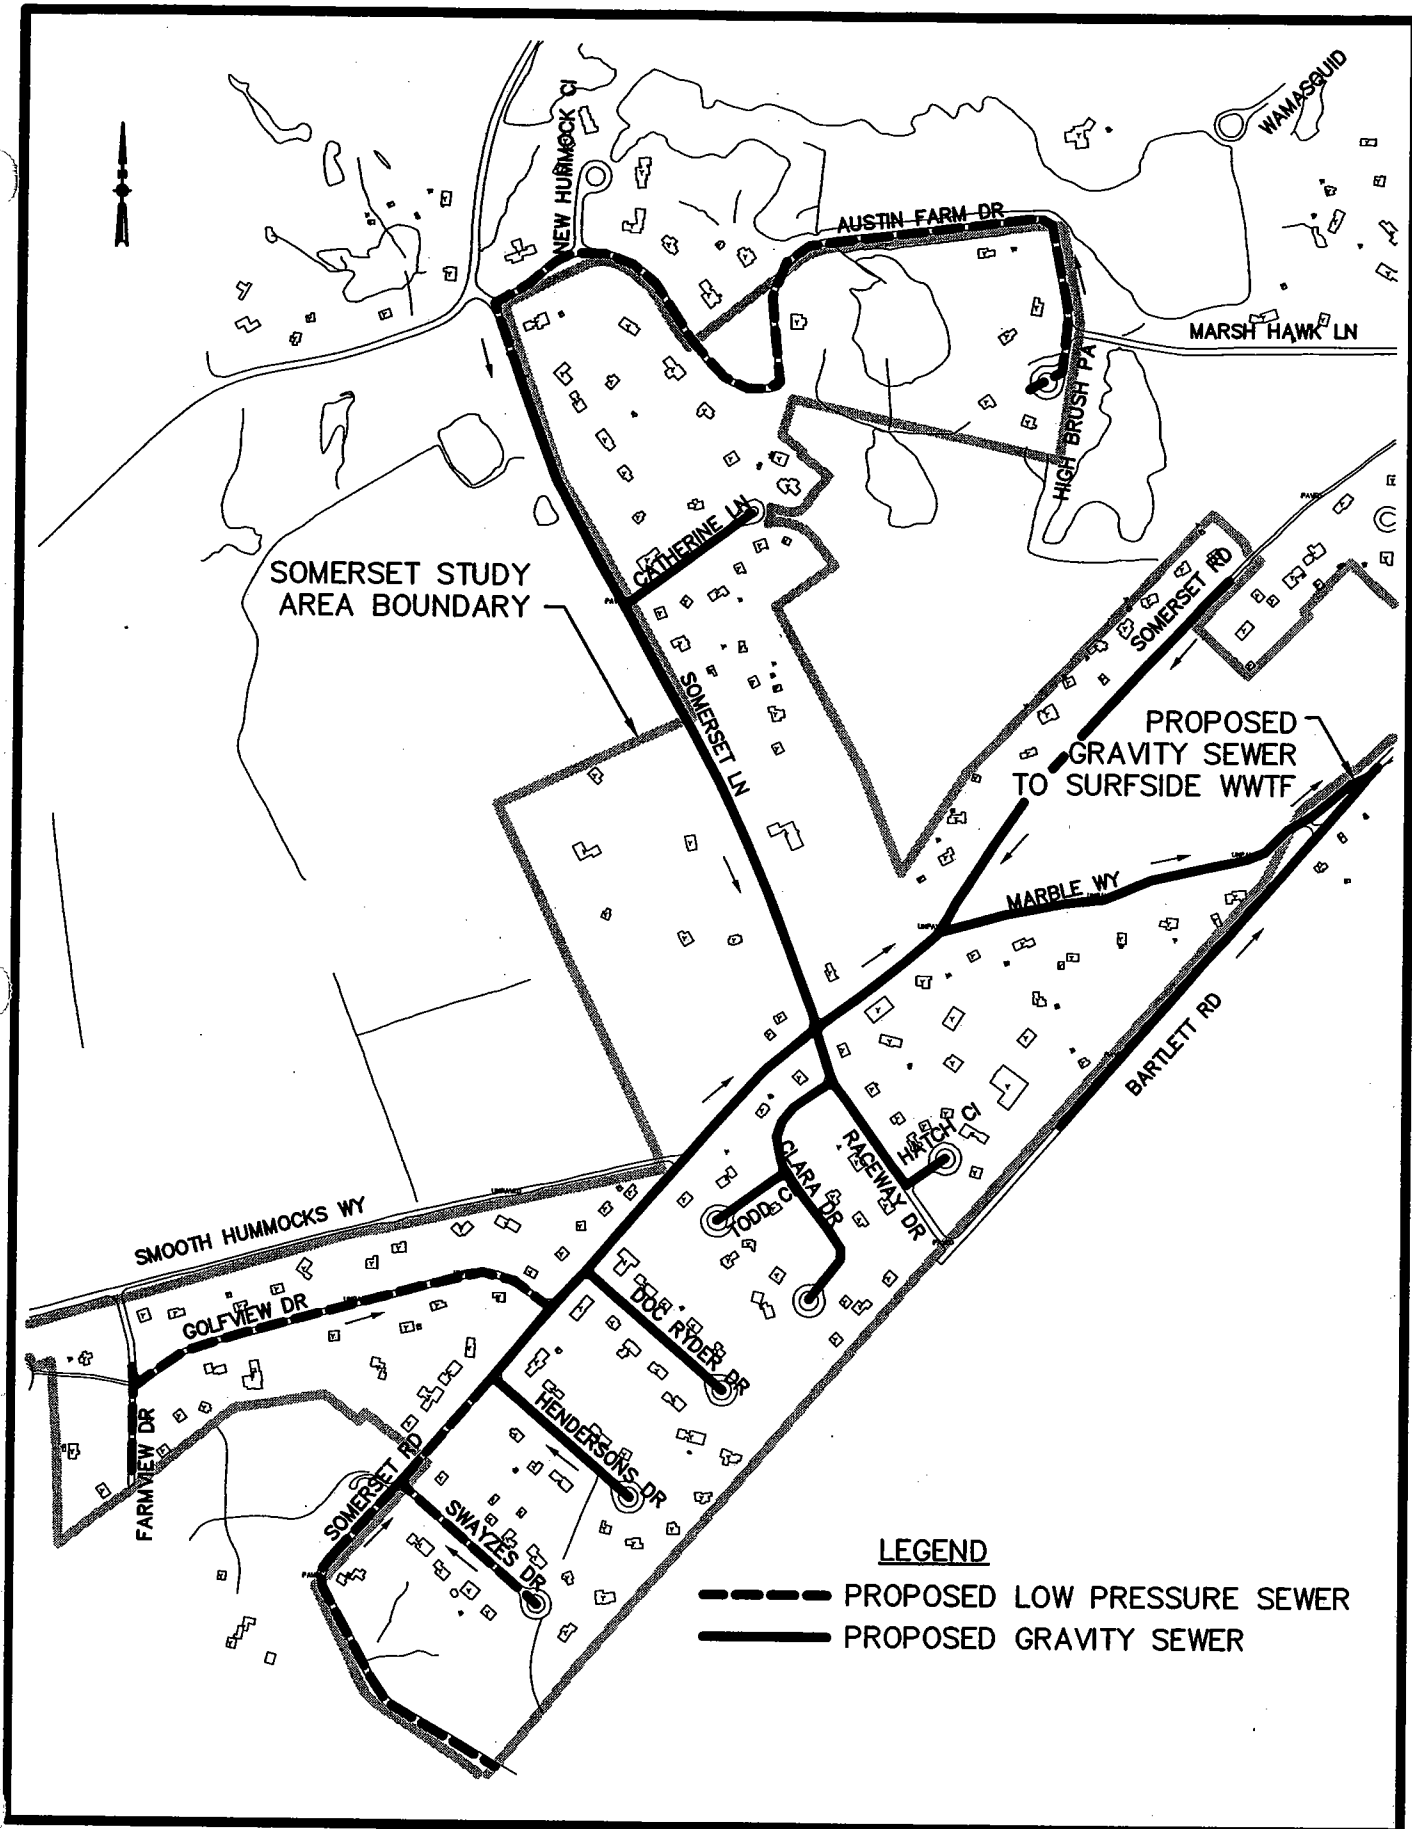 WAMASQUID
NEW HUMMOCK CI
AUSTIN FARM DR
MARSH HAWK LN
HIGH BRUSH PA
CATHERINE LN
SOMERSET STUDY
AREA BOUNDARY
SOMERSET RD
SOMERSET LN
PROPOSED
GRAVITY SEWER
TO SURFSIDE WWTF
MARBLE WY
BARTLETT RD
HATCH CI
RACEWAY DR
CLARA DR
TODD C
SMOOTH HUMMOCKS WY
GOLFVIEW DR
DOC RYDER DR
HENDERSONS DR
FARMVIEW DR
SOMERSET RD
SWAYZES DR
LEGEND
PROPOSED LOW PRESSURE SEWER
PROPOSED GRAVITY SEWER